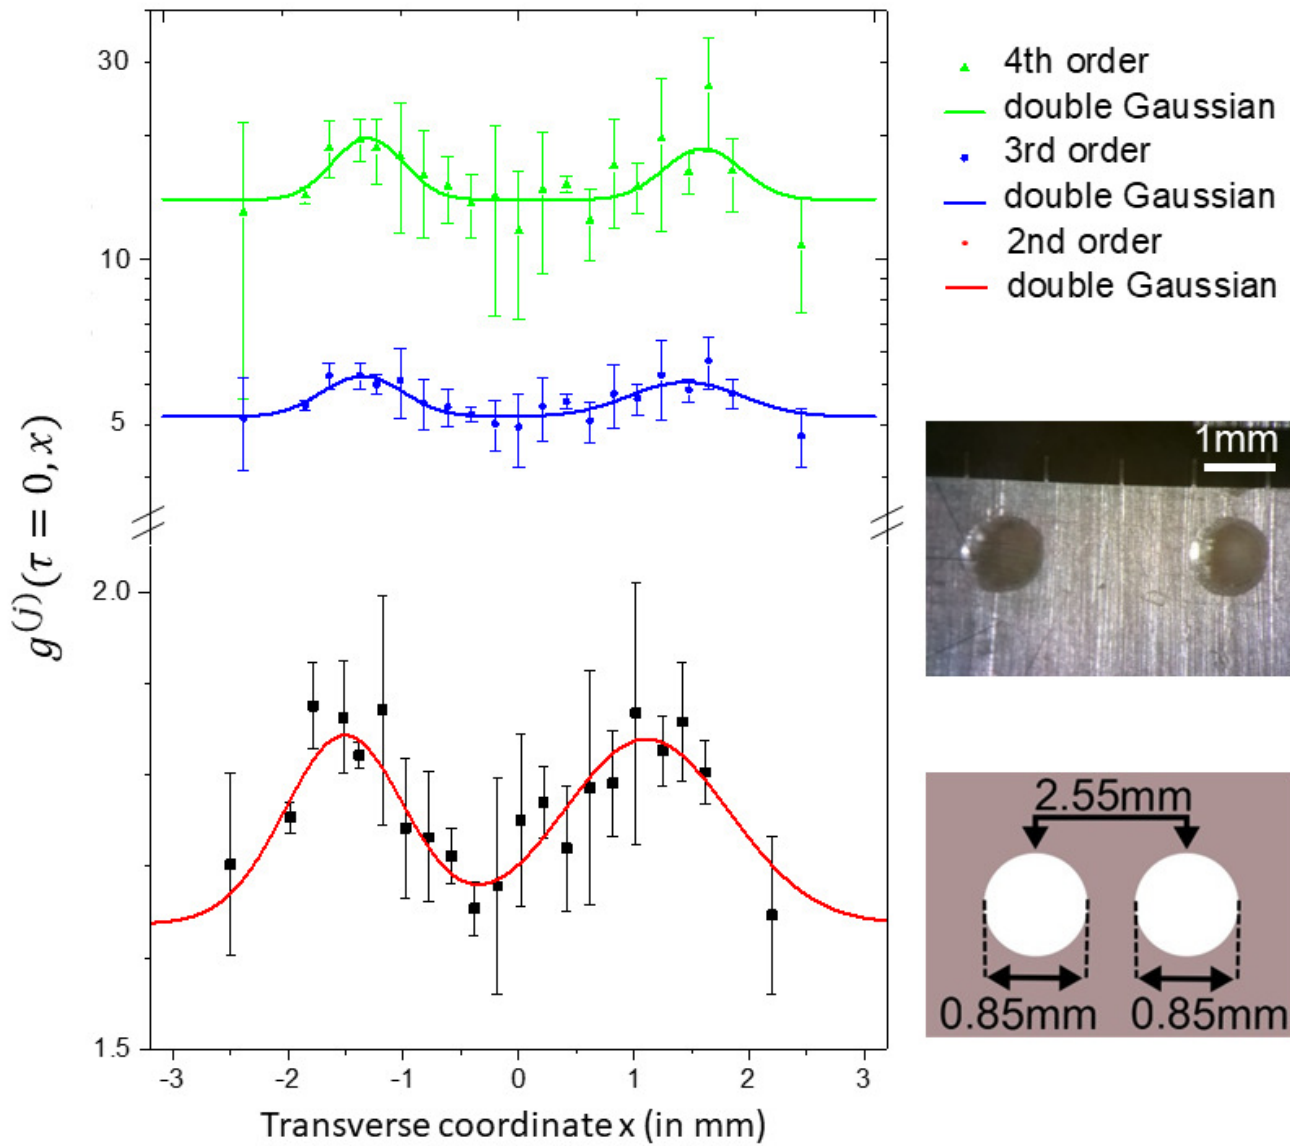 30
10
5
2.0
1.5
g^(j)(τ = 0, x)
-3 -2 -1 0 1 2 3
Transverse coordinate x (in mm)
4th order
double Gaussian
3rd order
double Gaussian
2nd order
double Gaussian
1mm
2.55mm
0.85mm 0.85mm